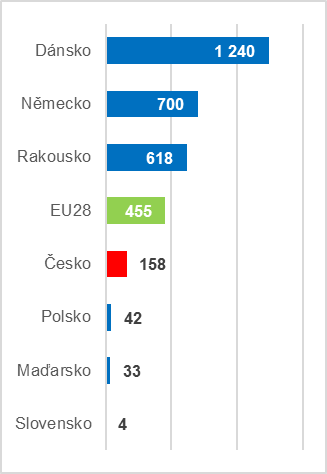 Dánsko 1 240
Německo 700
Rakousko 618
EU28 455
Česko 158
Polsko 42
Maďarsko 33
Slovensko 4